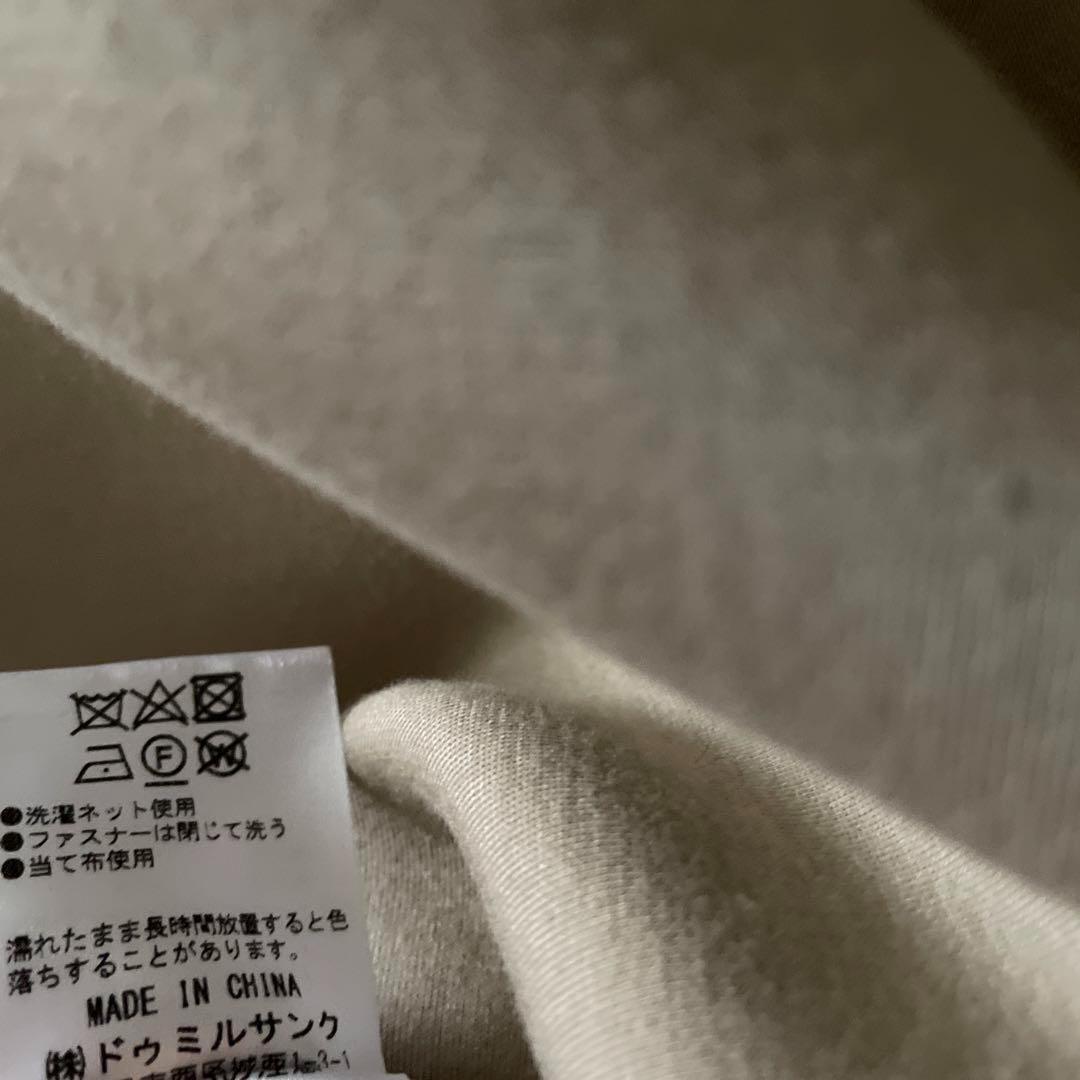 F
W
●洗濯ネット使用
●ファスナーは閉じて洗う
●当て布使用
濡れたまま長時間放置すると色
落ちすることがあります。
MADE IN CHINA
㈱ドゥミルサンク